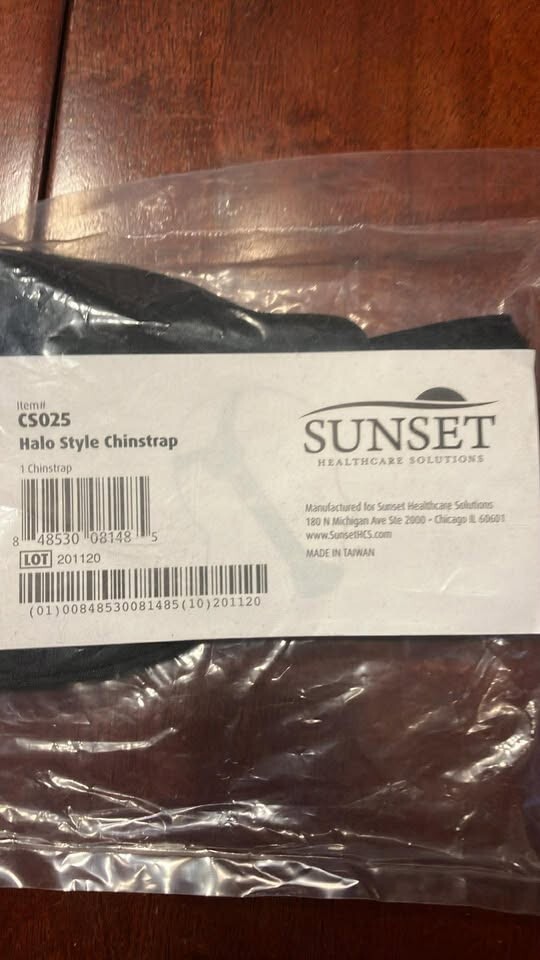 Item#
CS025
Halo Style Chinstrap
1 Chinstrap
8 48530 08148 5
LOT 201120
(01)00848530081485(10)201120
SUNSET
HEALTHCARE SOLUTIONS
Manufactured for Sunset Healthcare Solutions
180 N Michigan Ave Ste 2000 - Chicago IL 60601
www.SunsetHCS.com
MADE IN TAIWAN